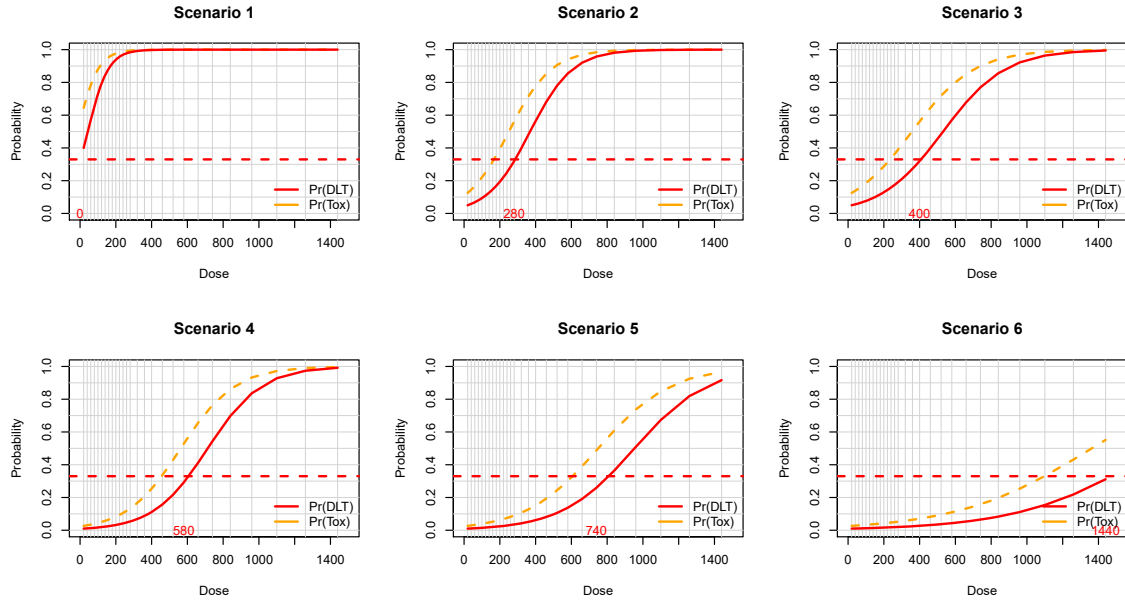 Scenario 1
Probability
0.0 0.2 0.4 0.6 0.8 1.0
Pr(DLT)
Pr(Tox)
0
0 200 400 600 800 1000 1400
Dose
Scenario 2
Probability
0.0 0.2 0.4 0.6 0.8 1.0
Pr(DLT)
Pr(Tox)
280
0 200 400 600 800 1000 1400
Dose
Scenario 3
Probability
0.0 0.2 0.4 0.6 0.8 1.0
Pr(DLT)
Pr(Tox)
400
0 200 400 600 800 1000 1400
Dose
Scenario 4
Probability
0.0 0.2 0.4 0.6 0.8 1.0
Pr(DLT)
Pr(Tox)
580
0 200 400 600 800 1000 1400
Dose
Scenario 5
Probability
0.0 0.2 0.4 0.6 0.8 1.0
Pr(DLT)
Pr(Tox)
740
0 200 400 600 800 1000 1400
Dose
Scenario 6
Probability
0.0 0.2 0.4 0.6 0.8 1.0
Pr(DLT)
Pr(Tox)
1440
0 200 400 600 800 1000 1400
Dose